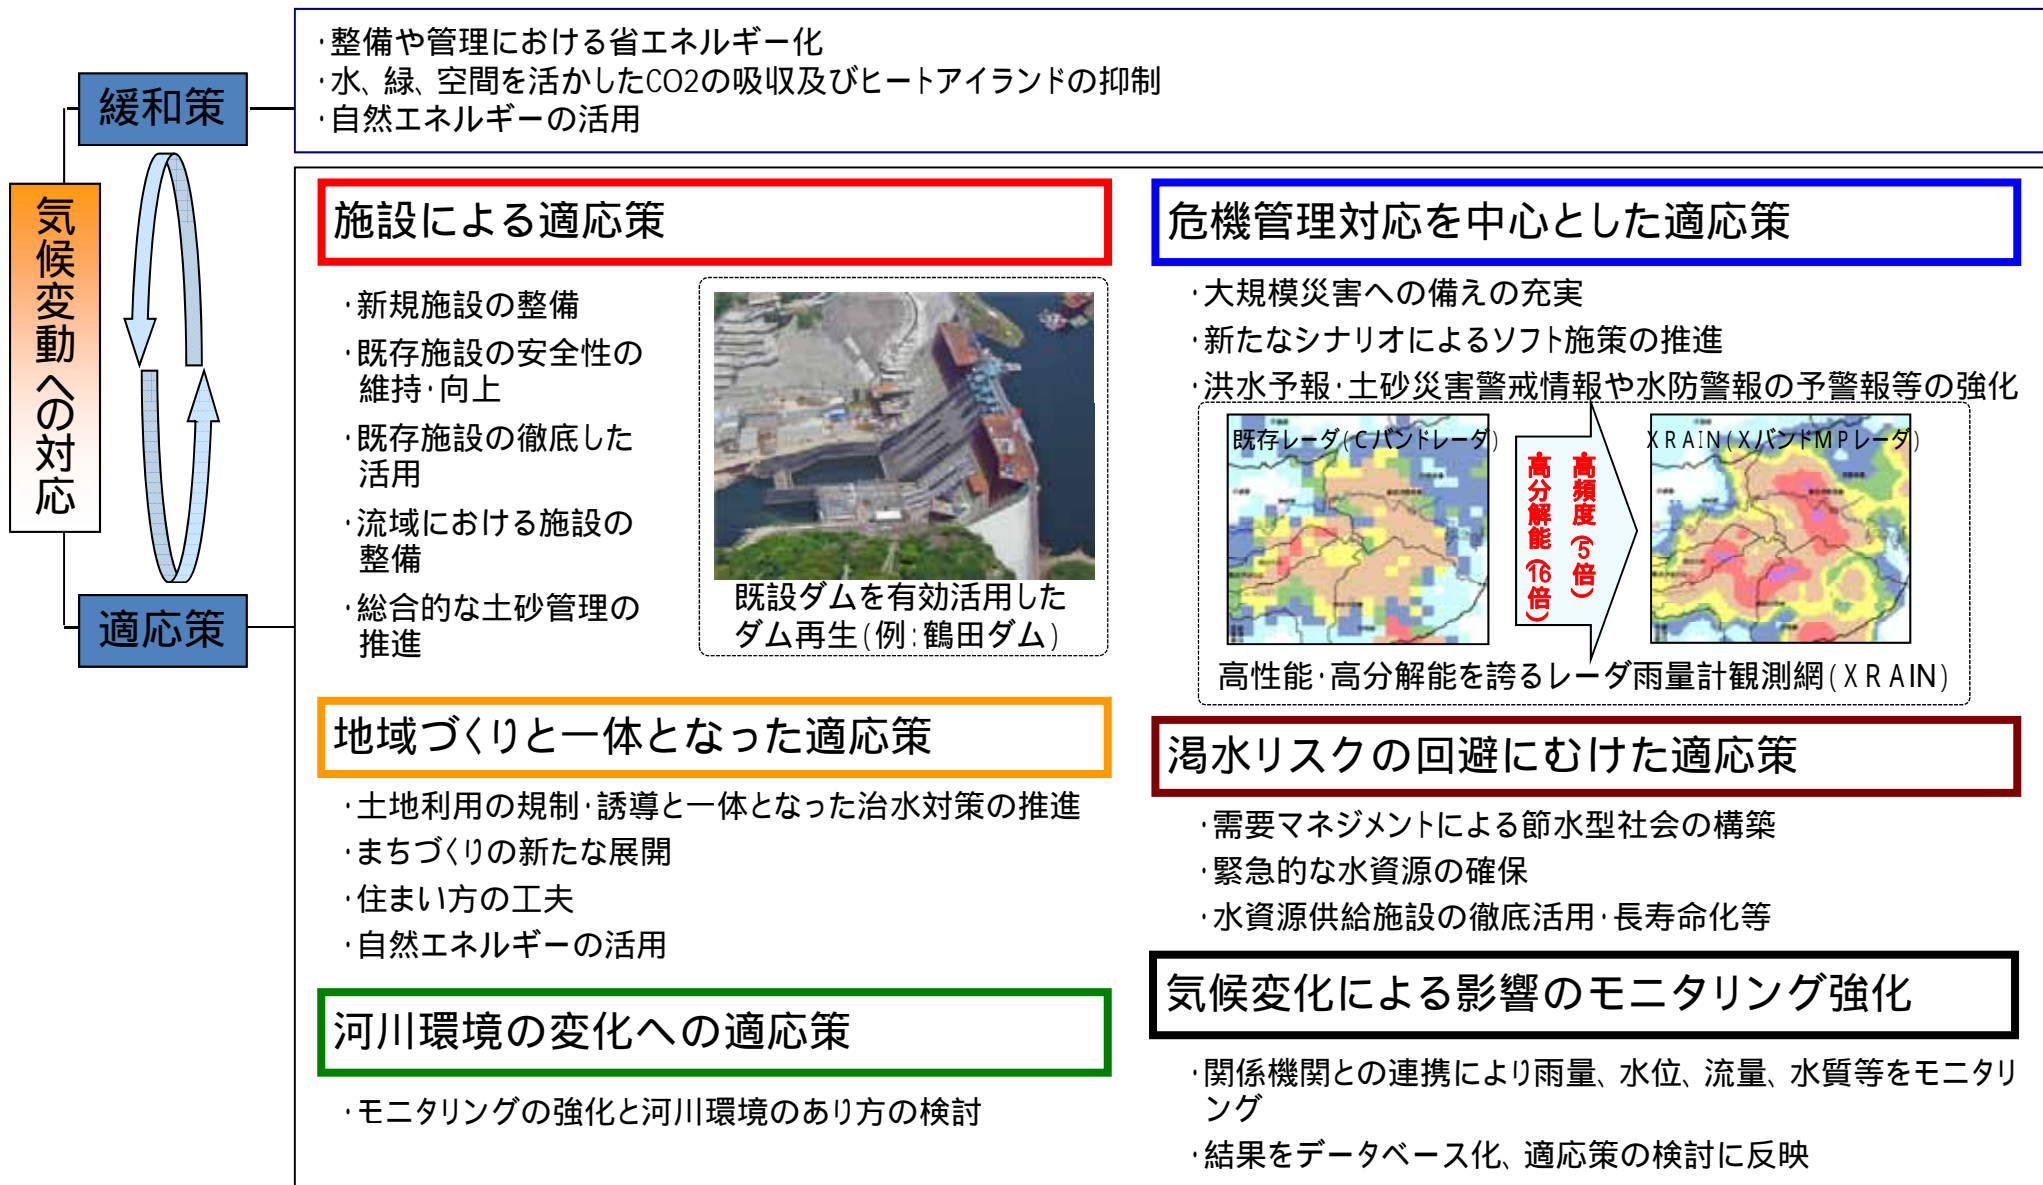 ・整備や管理における省エネルギー化
・水、緑、空間を活かしたCO2の吸収及びヒートアイランドの抑制
・自然エネルギーの活用
緩和策
気候変動への対応
適応策
施設による適応策
・新規施設の整備
・既存施設の安全性の
維持・向上
・既存施設の徹底した
活用
・流域における施設の
整備
・総合的な土砂管理の
推進
既設ダムを有効活用した
ダム再生(例:鶴田ダム)
地域づくりと一体となった適応策
・土地利用の規制・誘導と一体となった治水対策の推進
・まちづくりの新たな展開
・住まい方の工夫
・自然エネルギーの活用
河川環境の変化への適応策
・モニタリングの強化と河川環境のあり方の検討
危機管理対応を中心とした適応策
・大規模災害への備えの充実
・新たなシナリオによるソフト施策の推進
・洪水予報・土砂災害警戒情報や水防警報の予警報等の強化
既存レーダ(Cバンドレーダ)
高頻度(5倍)
高分解能(16倍)
XRAIN(XバンドMPレーダ)
高性能・高分解能を誇るレーダ雨量計観測網(XRAIN)
渇水リスクの回避にむけた適応策
・需要マネジメントによる節水型社会の構築
・緊急的な水資源の確保
・水資源供給施設の徹底活用・長寿命化等
気候変化による影響のモニタリング強化
・関係機関との連携により雨量、水位、流量、水質等をモニタリ
ング
・結果をデータベース化、適応策の検討に反映